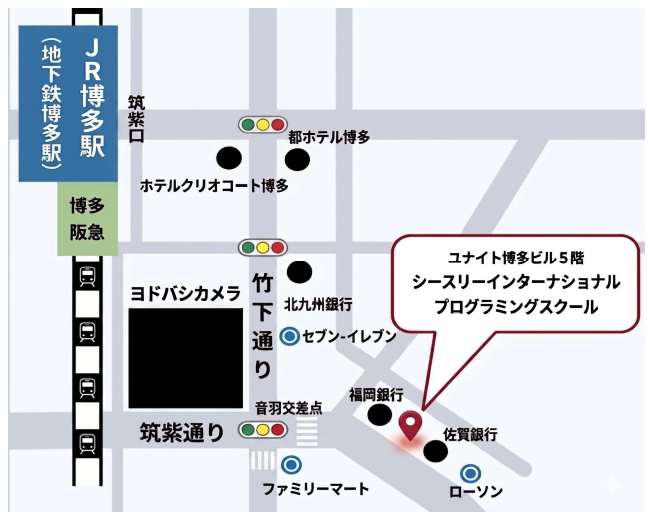 JR博多駅
(地下鉄博多駅)
筑紫口
都ホテル博多
ホテルクリオコート博多
博多
阪急
ユナイト博多ビル5階
シースリーインターナショナル
プログラミングスクール
ヨドバシカメラ
竹下通り
北九州銀行
セブン-イレブン
福岡銀行
音羽交差点
筑紫通り
佐賀銀行
ファミリーマート
ローソン